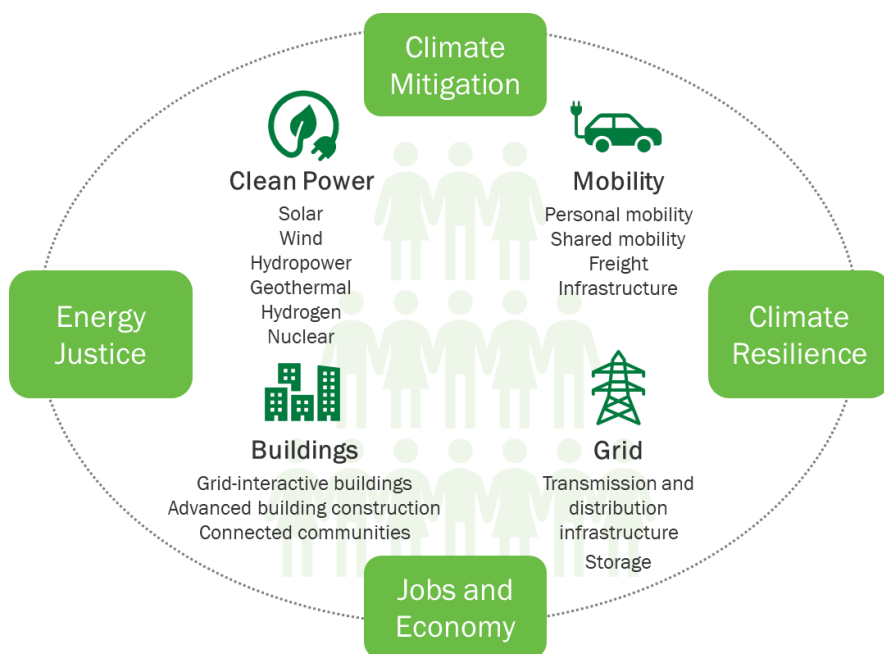 Climate
Mitigation
Clean Power
Solar
Wind
Hydropower
Geothermal
Hydrogen
Nuclear
Mobility
Personal mobility
Shared mobility
Freight
Infrastructure
Energy
Justice
Climate
Resilience
Buildings
Grid-interactive buildings
Advanced building construction
Connected communities
Grid
Transmission and
distribution
infrastructure
Storage
Jobs and
Economy